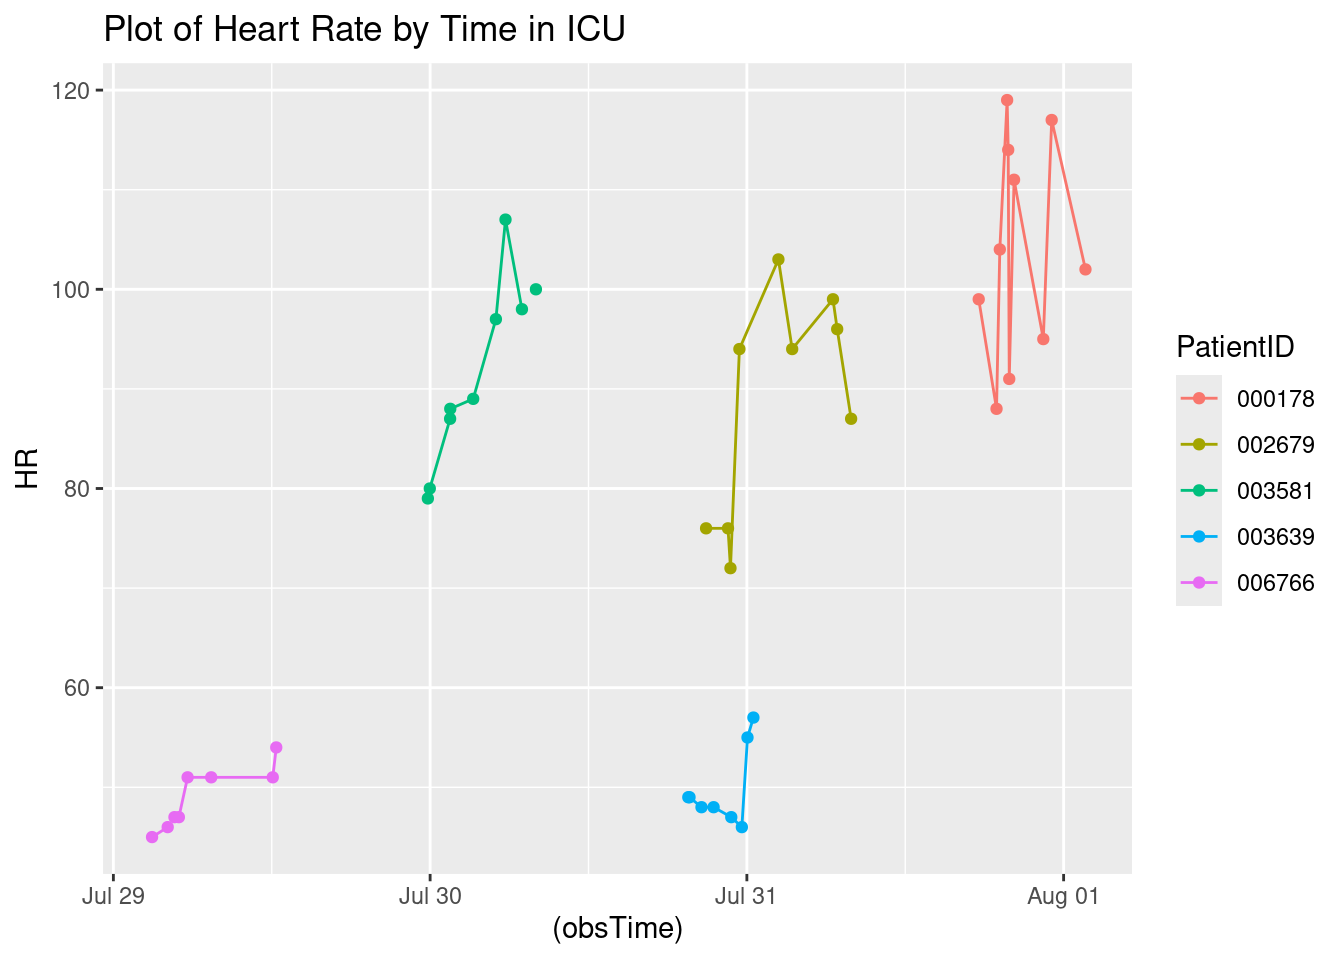 Plot of Heart Rate by Time in ICU
120
100
80
60
HR
Jul 29
Jul 30
Jul 31
Aug 01
(obsTime)
PatientID
000178
002679
003581
003639
006766